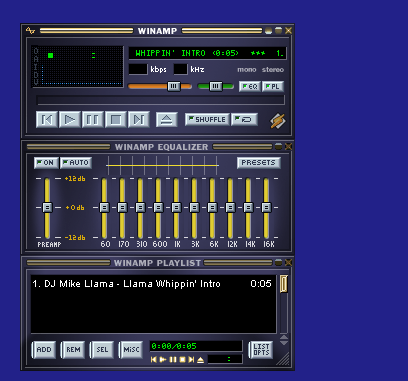 WINAMP
O
A
I
D
V
WHIPPIN' INTRO <0:05> *** 1.
kbps kHz mono stereo
EQ PL
SHUFFLE
WINAMP EQUALIZER
ON AUTO PRESETS
+12 db
+0 db
-12 db
PREAMP 60 170 310 600 1K 3K 6K 12K 14K 16K
WINAMP PLAYLIST
1. DJ Mike Llama - Llama Whippin' Intro 0:05
ADD REM SEL MISC 0:00/0:05 LIST OPTS
: